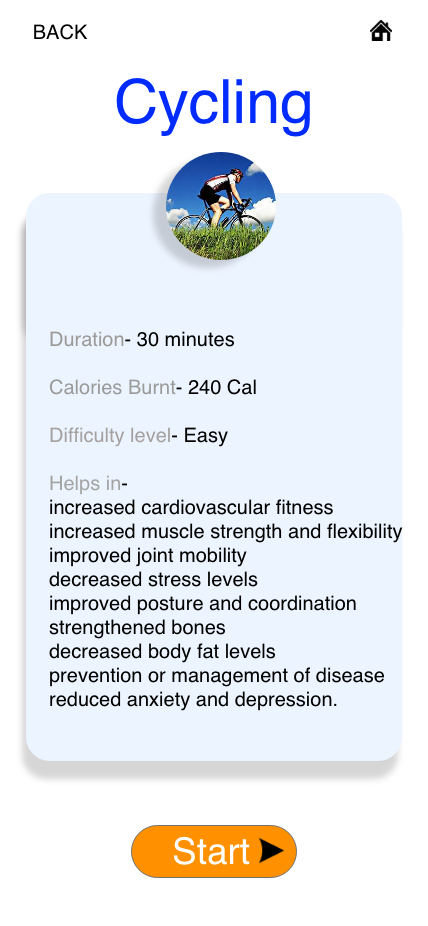 BACK
Cycling
Duration- 30 minutes
Calories Burnt- 240 Cal
Difficulty level- Easy
Helps in-
increased cardiovascular fitness
increased muscle strength and flexibility
improved joint mobility
decreased stress levels
improved posture and coordination
strengthened bones
decreased body fat levels
prevention or management of disease
reduced anxiety and depression.
Start